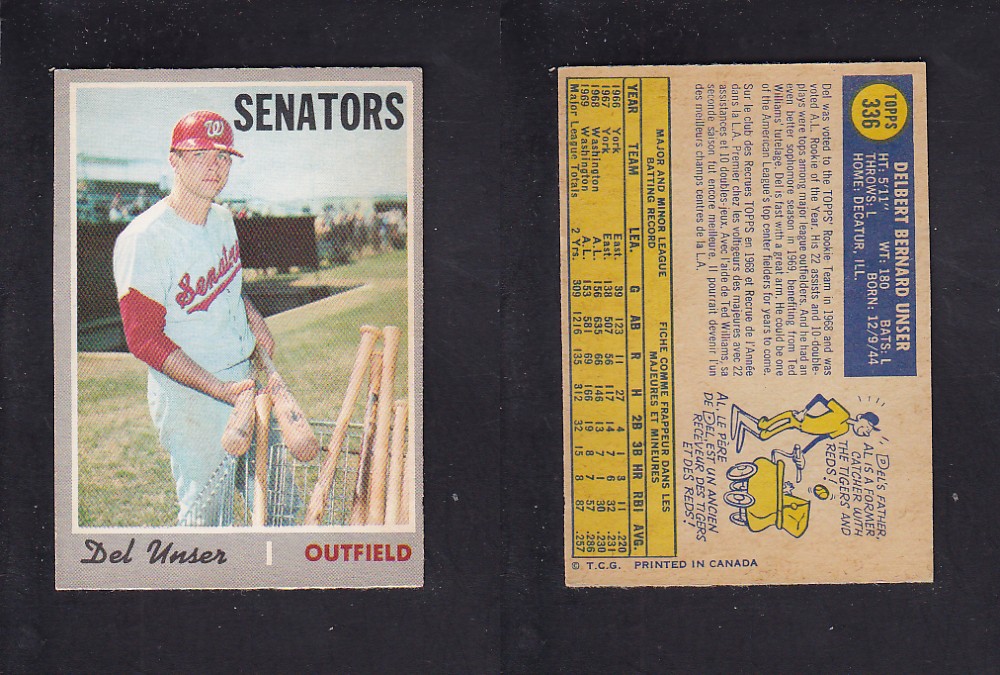 SENATORS
W
Senators
Del Unser | OUTFIELD
TOPPS
336
DELBERT BERNARD UNSER
HT: 5'11" WT: 180 BATS: L
THROWS: L BORN: 12/9/44
HOME: DECATUR, ILL.
Del was voted to the TOPPS' Rookie Team in 1968 and was
voted A.L. Rookie of the Year. His 22 assists and 10-double-
plays were tops among major league outfielders. And he had an
even better sophomore season in 1969, benefiting from Ted
Williams' tutelage. Del is fast with a great arm. He could be one
of the American League's top center fielders for years to come.
Sur le club des Recrues TOPPS en 1968 et Recrue de l'Année
dans la L.A. Premier chez les voltigeurs des majeures avec 22
assistances et 10 doubles-jeux. Avec l'aide de Ted Williams, sa
seconde saison fut encore meilleure. Il pourrait devenir l'un
des meilleurs champs centres de la L.A.
DEL'S FATHER,
AL, IS A FORMER
CATCHER WITH
THE TIGERS AND
REDS!
AL, LE PÈRE
DE DEL, EST UN ANCIEN
RECEVEUR DES TIGERS
ET DES REDS!
MAJOR AND MINOR LEAGUE BATTING RECORD
FICHE COMME FRAPPEUR DANS LES MAJEURES ET MINEURES
YEAR TEAM LEA. G AB R H 2B 3B HR RBI AVG.
1966 York East. 39 123 11 27 4 1 3 11 .220
1967 York East. 138 507 56 117 14 7 6 32 .231
1968 Washington A.L. 156 635 66 146 13 7 1 30 .230
1969 Washington A.L. 153 581 69 166 19 8 7 57 .286
Major League Totals 2 Yrs. 309 1216 135 312 32 15 8 87 .257
© T.C.G. PRINTED IN CANADA